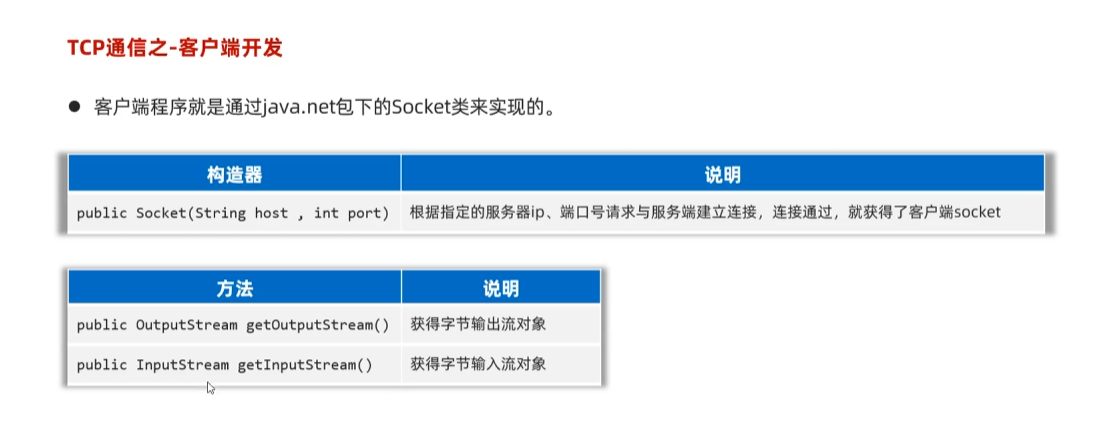 TCP通信之-客户端开发
● 客户端程序就是通过java.net包下的Socket类来实现的。
构造器 说明
public Socket(String host , int port) 根据指定的服务器ip、端口号请求与服务端建立连接，连接通过，就获得了客户端socket
方法 说明
public OutputStream getOutputStream() 获得字节输出流对象
public InputStream getInputStream() 获得字节输入流对象